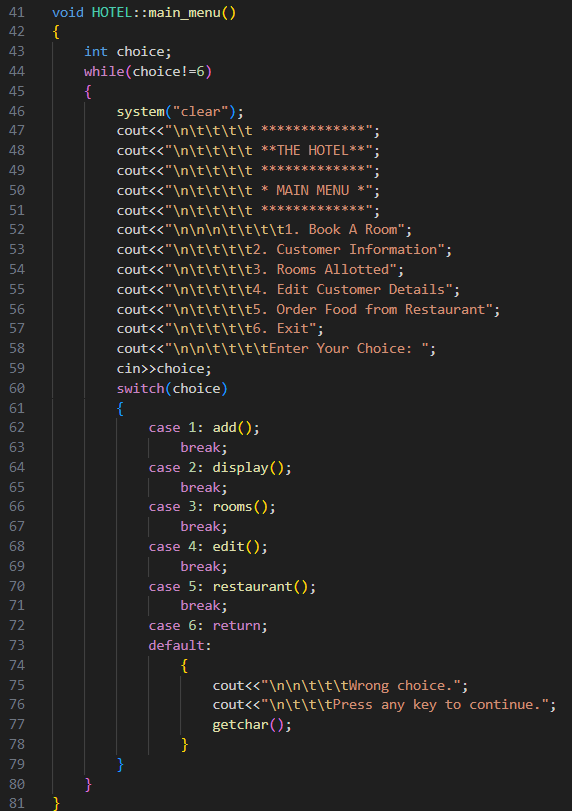 41 void HOTEL::main_menu()
42 {
43     int choice;
44     while(choice!=6)
45     {
46         system("clear");
47         cout<<"\n\t\t\t\t *************";
48         cout<<"\n\t\t\t\t **THE HOTEL**";
49         cout<<"\n\t\t\t\t *************";
50         cout<<"\n\t\t\t\t * MAIN MENU *";
51         cout<<"\n\t\t\t\t *************";
52         cout<<"\n\n\n\t\t\t\t1. Book A Room";
53         cout<<"\n\t\t\t\t2. Customer Information";
54         cout<<"\n\t\t\t\t3. Rooms Allotted";
55         cout<<"\n\t\t\t\t4. Edit Customer Details";
56         cout<<"\n\t\t\t\t5. Order Food from Restaurant";
57         cout<<"\n\t\t\t\t6. Exit";
58         cout<<"\n\n\t\t\t\tEnter Your Choice: ";
59         cin>>choice;
60         switch(choice)
61         {
62             case 1: add();
63                 break;
64             case 2: display();
65                 break;
66             case 3: rooms();
67                 break;
68             case 4: edit();
69                 break;
70             case 5: restaurant();
71                 break;
72             case 6: return;
73             default:
74                 {
75                     cout<<"\n\n\t\t\tWrong choice.";
76                     cout<<"\n\t\t\tPress any key to continue.";
77                     getchar();
78                 }
79         }
80     }
81 }